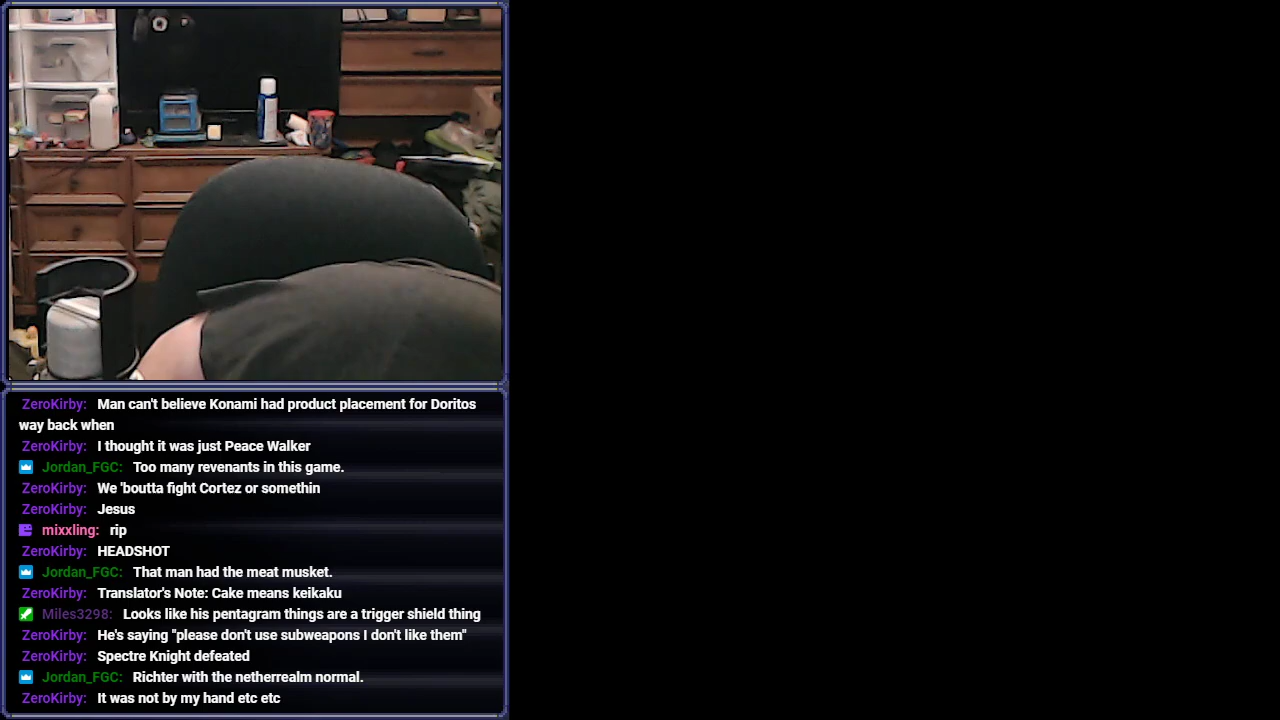 ZeroKirby: Man can't believe Konami had product placement for Doritos
way back when
ZeroKirby: I thought it was just Peace Walker
Jordan_FGC: Too many revenants in this game.
ZeroKirby: We 'boutta fight Cortez or somethin
ZeroKirby: Jesus
mixxling: rip
ZeroKirby: HEADSHOT
Jordan_FGC: That man had the meat musket.
ZeroKirby: Translator's Note: Cake means keikaku
Miles3298: Looks like his pentagram things are a trigger shield thing
ZeroKirby: He's saying "please don't use subweapons I don't like them"
ZeroKirby: Spectre Knight defeated
Jordan_FGC: Richter with the netherrealm normal.
ZeroKirby: It was not by my hand etc etc